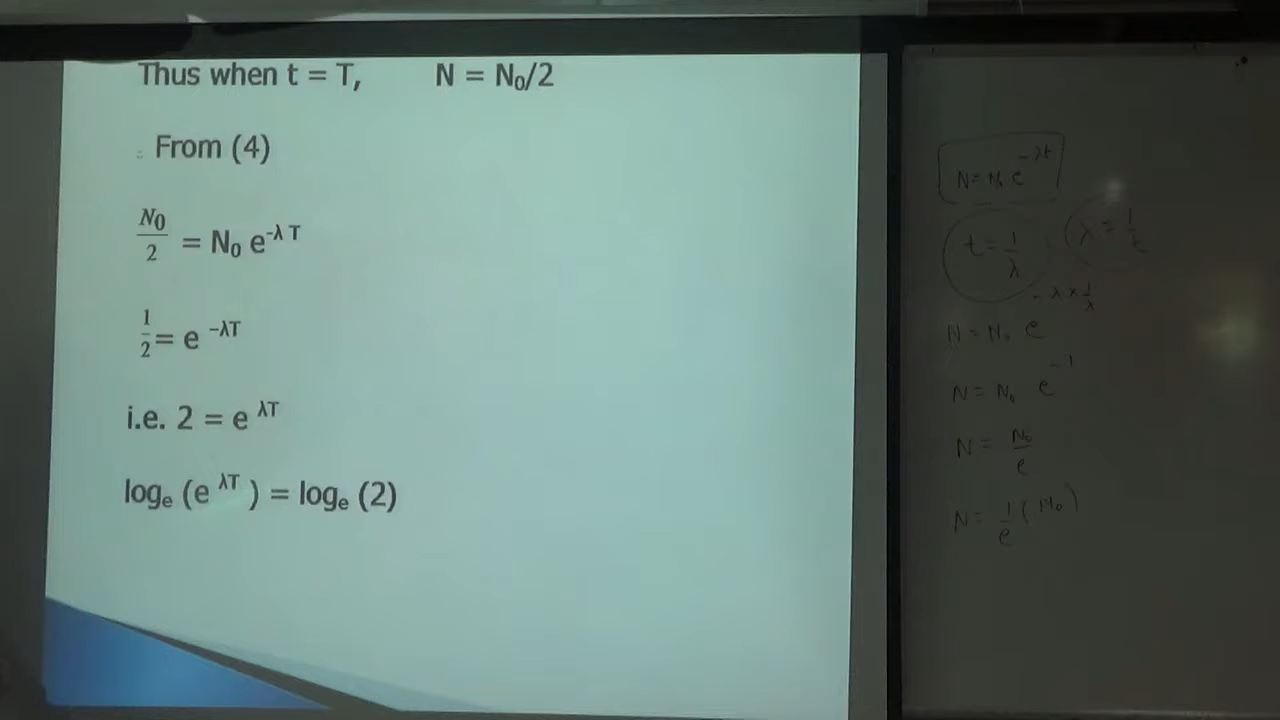 Thus when t = T, N = N₀/2
∴ From (4)
N₀/2 = N₀ e^-λ T
1/2 = e ^-λT
i.e. 2 = e ^λT
logₑ (e ^λT ) = logₑ (2)
N = N₀ e^-λt
t = 1/λ
λ = 1/t
N = N₀ e^-λ × 1/λ
N = N₀ e^-1
N = N₀/e
N = 1/e (N₀)